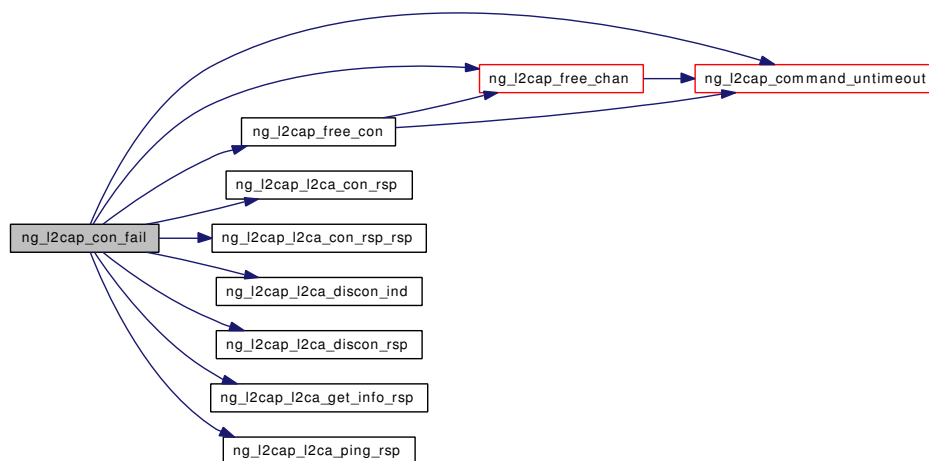 ng_l2cap_free_chan
ng_l2cap_command_untimeout
ng_l2cap_free_con
ng_l2cap_l2ca_con_rsp
ng_l2cap_con_fail
ng_l2cap_l2ca_con_rsp_rsp
ng_l2cap_l2ca_discon_ind
ng_l2cap_l2ca_discon_rsp
ng_l2cap_l2ca_get_info_rsp
ng_l2cap_l2ca_ping_rsp